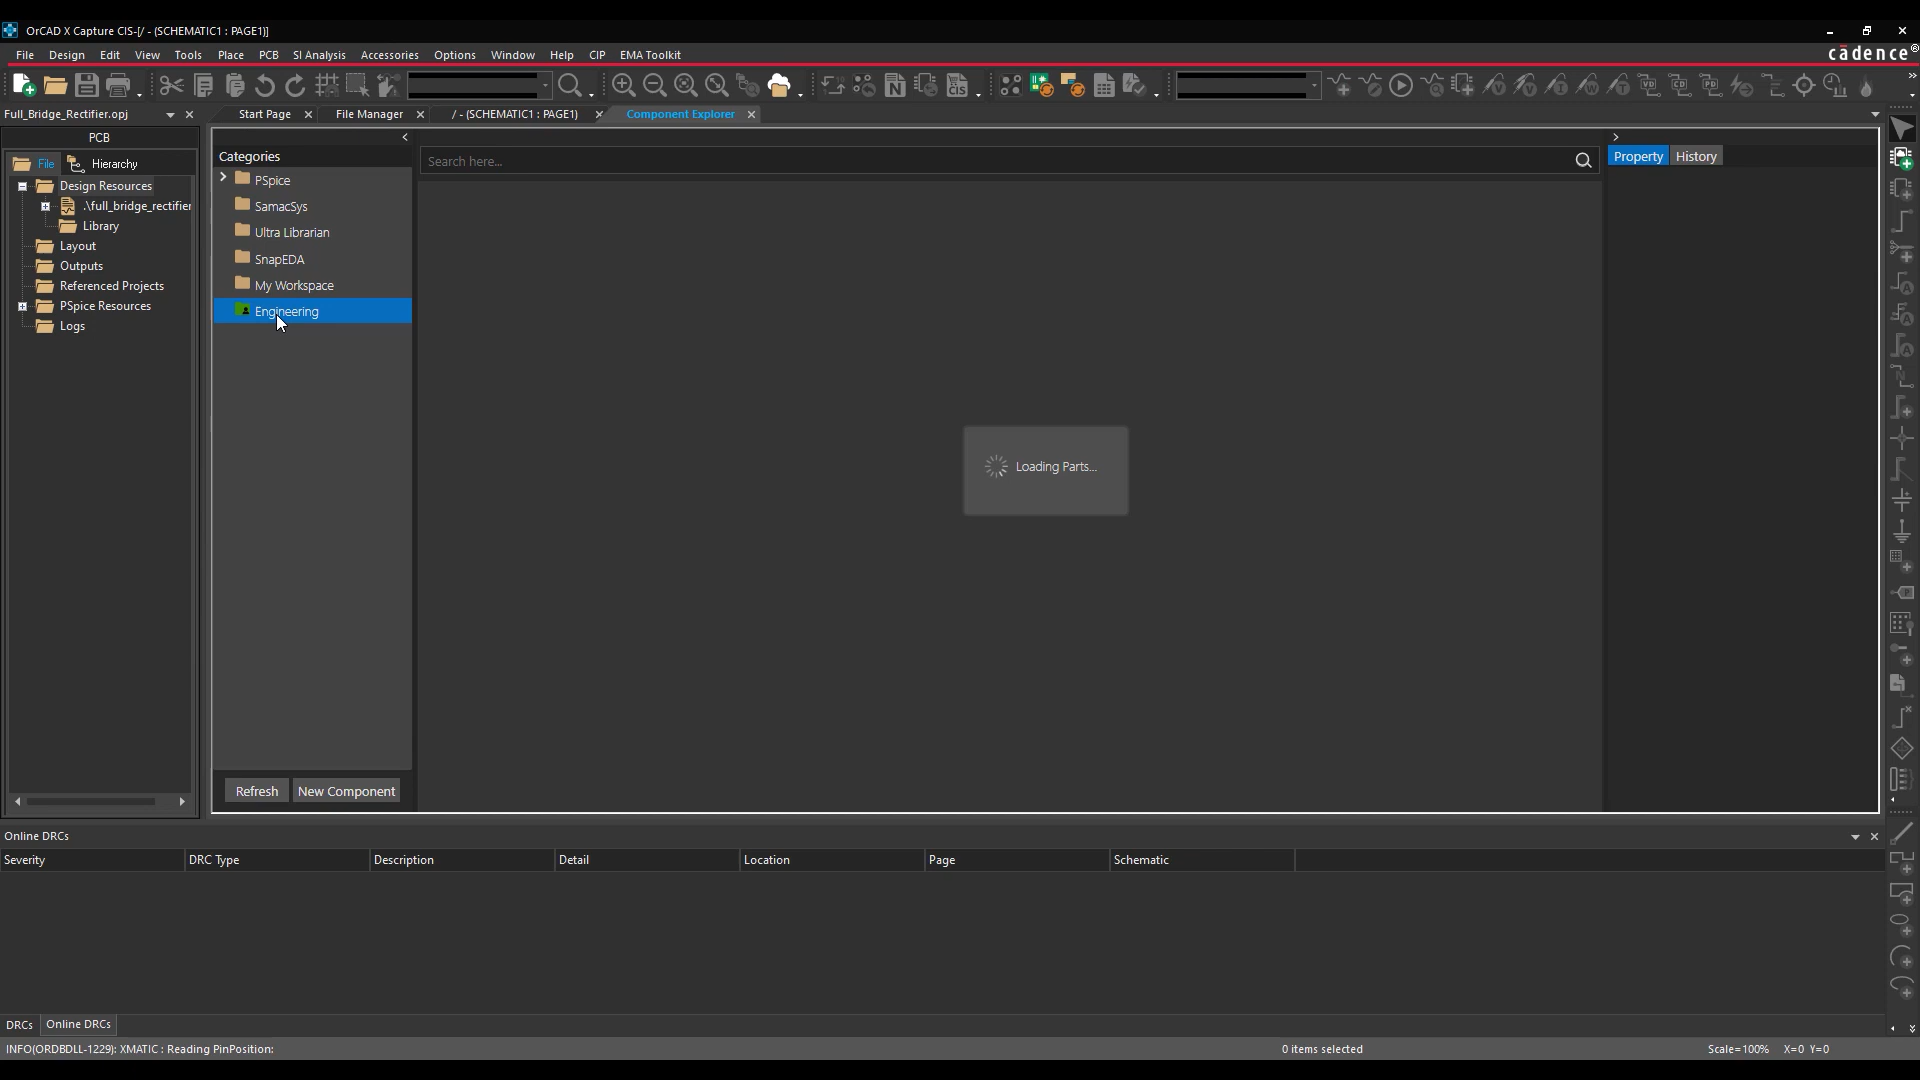 OrCAD X Capture CIS-[/ - (SCHEMATIC1 : PAGE1)]
File Design Edit View Tools Place PCB SI Analysis Accessories Options Window Help CIP EMA Toolkit
cādence®
Full_Bridge_Rectifier.opj
Start Page File Manager / - (SCHEMATIC1 : PAGE1) Component Explorer
PCB
File Hierarchy
Design Resources
.\full_bridge_rectifier
Library
Layout
Outputs
Referenced Projects
PSpice Resources
Logs
Categories
PSpice
SamacSys
Ultra Librarian
SnapEDA
My Workspace
Engineering
Refresh New Component
Search here...
Loading Parts...
Property History
Online DRCs
Severity DRC Type Description Detail Location Page Schematic
DRCs Online DRCs
INFO(ORDBDLL-1229): XMATIC : Reading PinPosition: 0 items selected Scale=100% X=0 Y=0